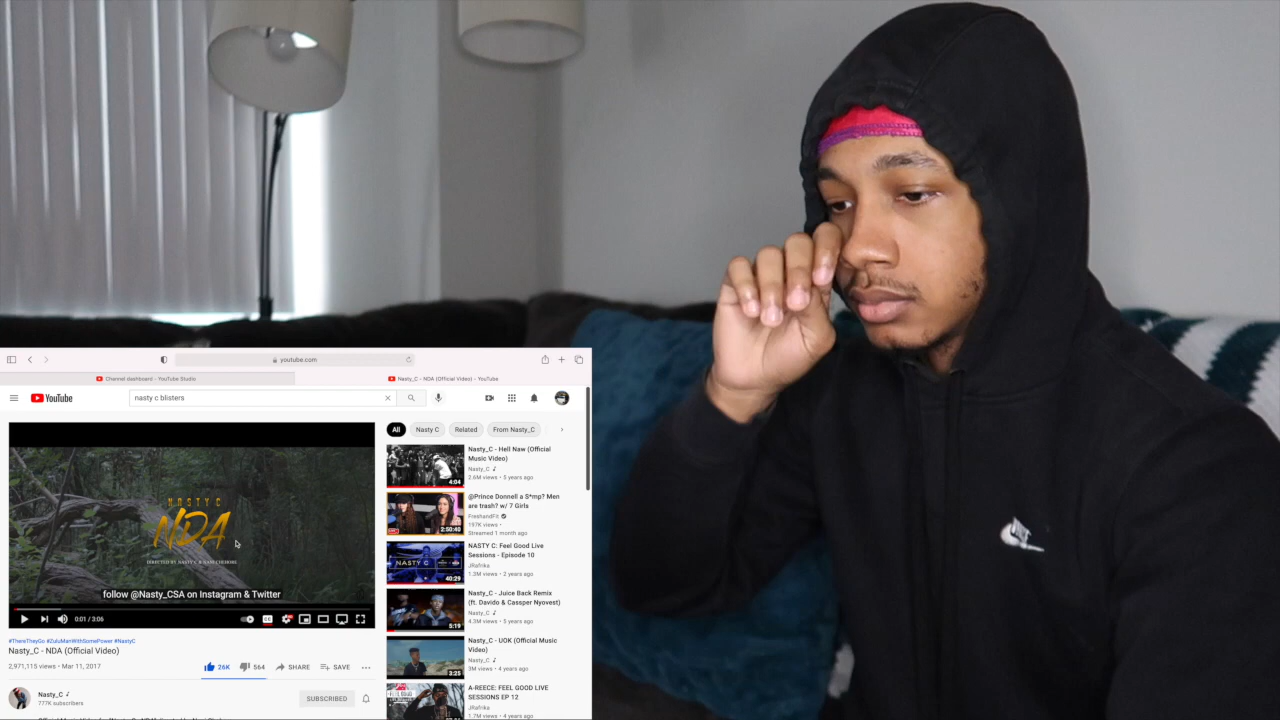 youtube.com
Channel dashboard - YouTube Studio
Nasty_C - NDA (Official Video) - YouTube
YouTube
nasty c blisters
All
Nasty C
Related
From Nasty_C
NASTY C
NDA
follow @Nasty_CSA on Instagram & Twitter
0:01 / 3:06
#ThereTheyGo #ZuluManWithSomePower #NastyC
Nasty_C - NDA (Official Video)
2,971,115 views • Mar 11, 2017
26K
564
SHARE
SAVE
Nasty_C
777K subscribers
SUBSCRIBED
4:04
Nasty_C - Hell Naw (Official
Music Video)
Nasty_C
2.6M views • 5 years ago
2:50:40
@Prince Donnell a S*mp? Men
are trash? w/ 7 Girls
FreshandFit
197K views •
Streamed 1 month ago
NASTY C
40:29
NASTY C: Feel Good Live
Sessions - Episode 10
JRafrika
1.3M views • 2 years ago
5:19
Nasty_C - Juice Back Remix
(ft. Davido & Cassper Nyovest)
Nasty_C
4.3M views • 5 years ago
3:25
Nasty_C - UOK (Official Music
Video)
Nasty_C
3M views • 4 years ago
A-REECE: FEEL GOOD LIVE
SESSIONS EP 12
JRafrika
1.7M views • 4 years ago